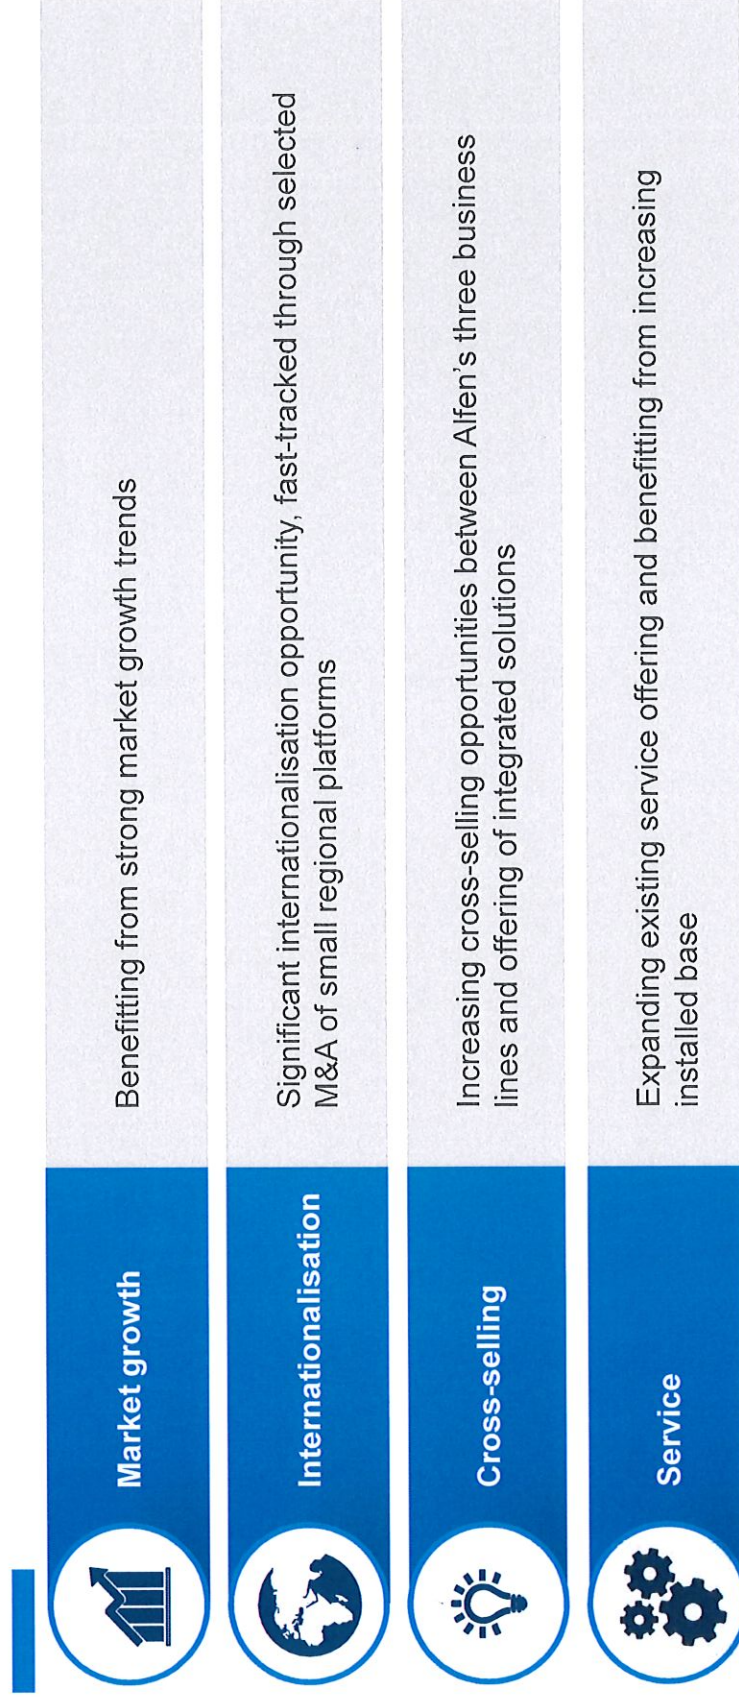 Market growth
Benefitting from strong market growth trends
Internationalisation
Significant internationalisation opportunity, fast-tracked through selected
M&A of small regional platforms
Cross-selling
Increasing cross-selling opportunities between Alfen's three business
lines and offering of integrated solutions
Service
Expanding existing service offering and benefitting from increasing
installed base